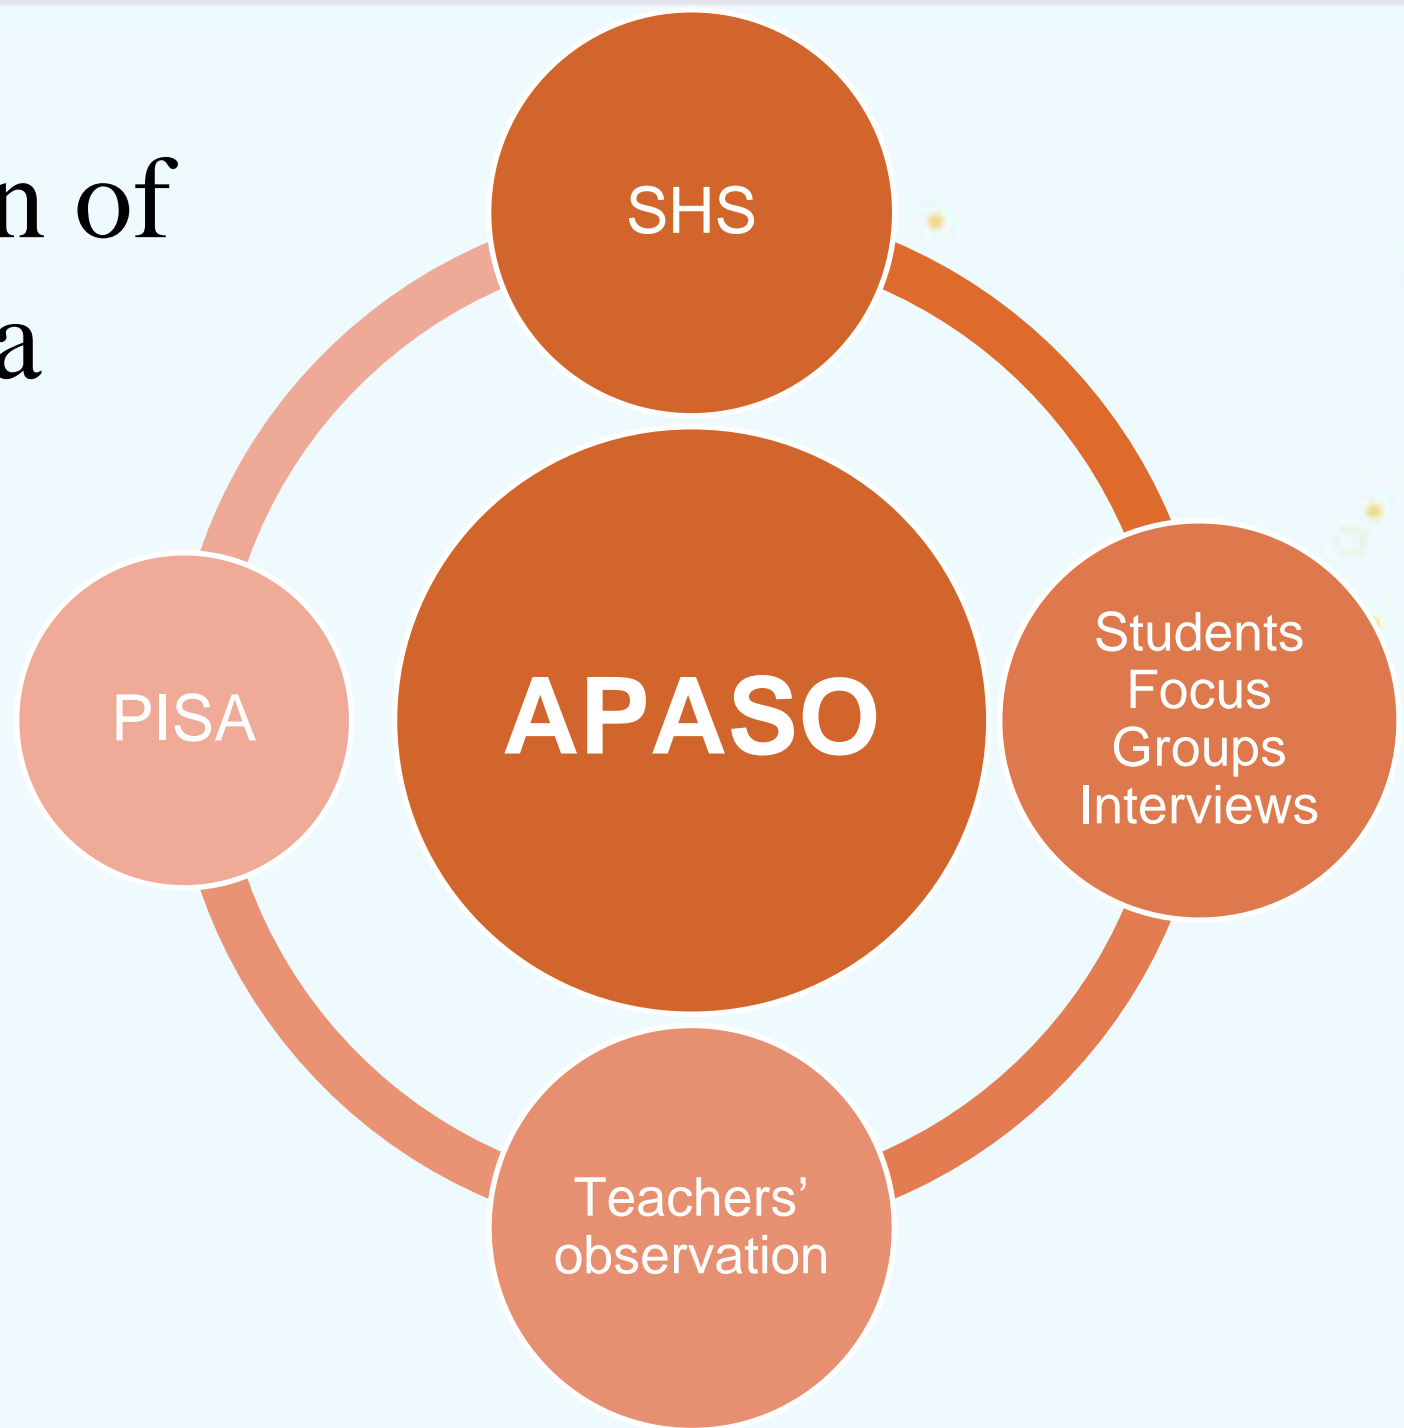 n of
a
SHS
PISA
APASO
Students
Focus
Groups
Interviews
Teachers’
observation